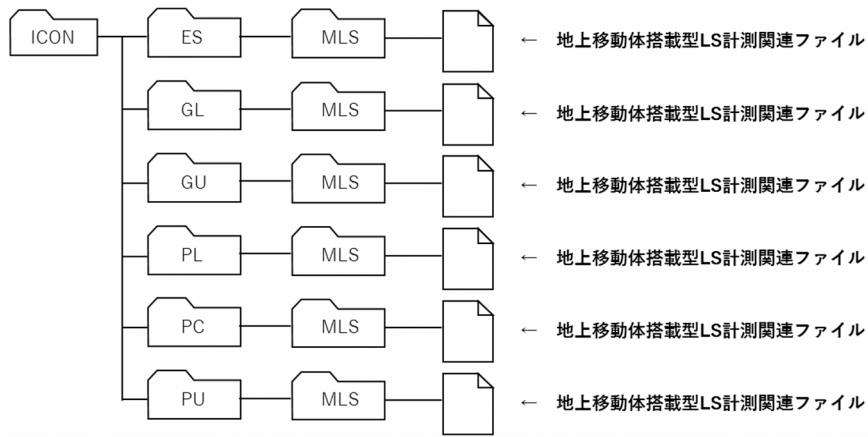 ICON ES MLS ← 地上移動体搭載型LS計測関連ファイル
GL MLS ← 地上移動体搭載型LS計測関連ファイル
GU MLS ← 地上移動体搭載型LS計測関連ファイル
PL MLS ← 地上移動体搭載型LS計測関連ファイル
PC MLS ← 地上移動体搭載型LS計測関連ファイル
PU MLS ← 地上移動体搭載型LS計測関連ファイル